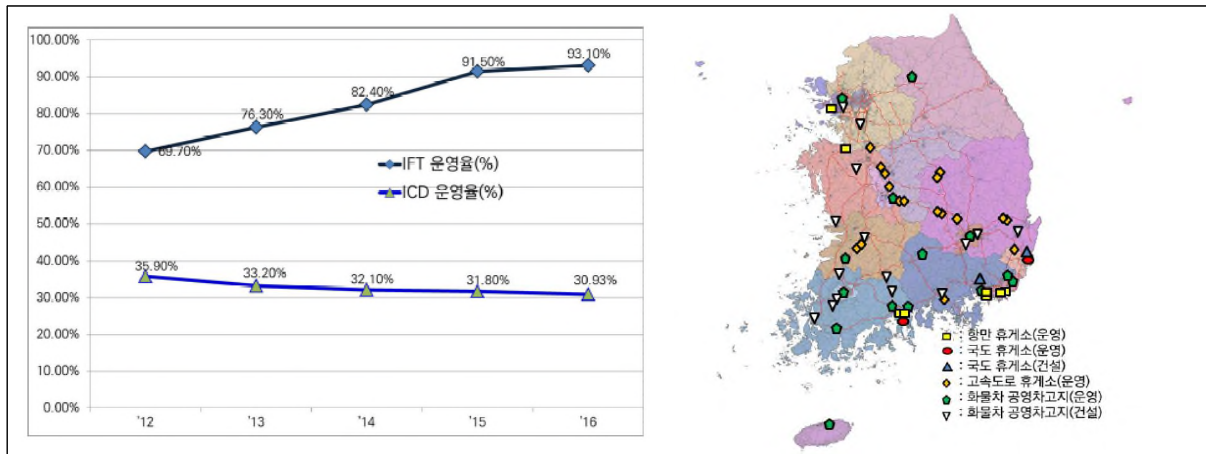 100.00%
90.00%
80.00%
70.00%
60.00%
50.00%
40.00%
30.00%
20.00%
10.00%
0.00%
69.70%
76.30%
82.40%
91.50%
93.10%
IFT 운영율(%)
ICD 운영율(%)
35.90%
33.20%
32.10%
31.80%
30.93%
'12 '13 '14 '15 '16
: 항만 휴게소(운영)
: 국도 휴게소(운영)
: 국도 휴게소(건설)
: 고속도로 휴게소(운영)
: 화물차 공영차고지(운영)
: 화물차 공영차고지(건설)